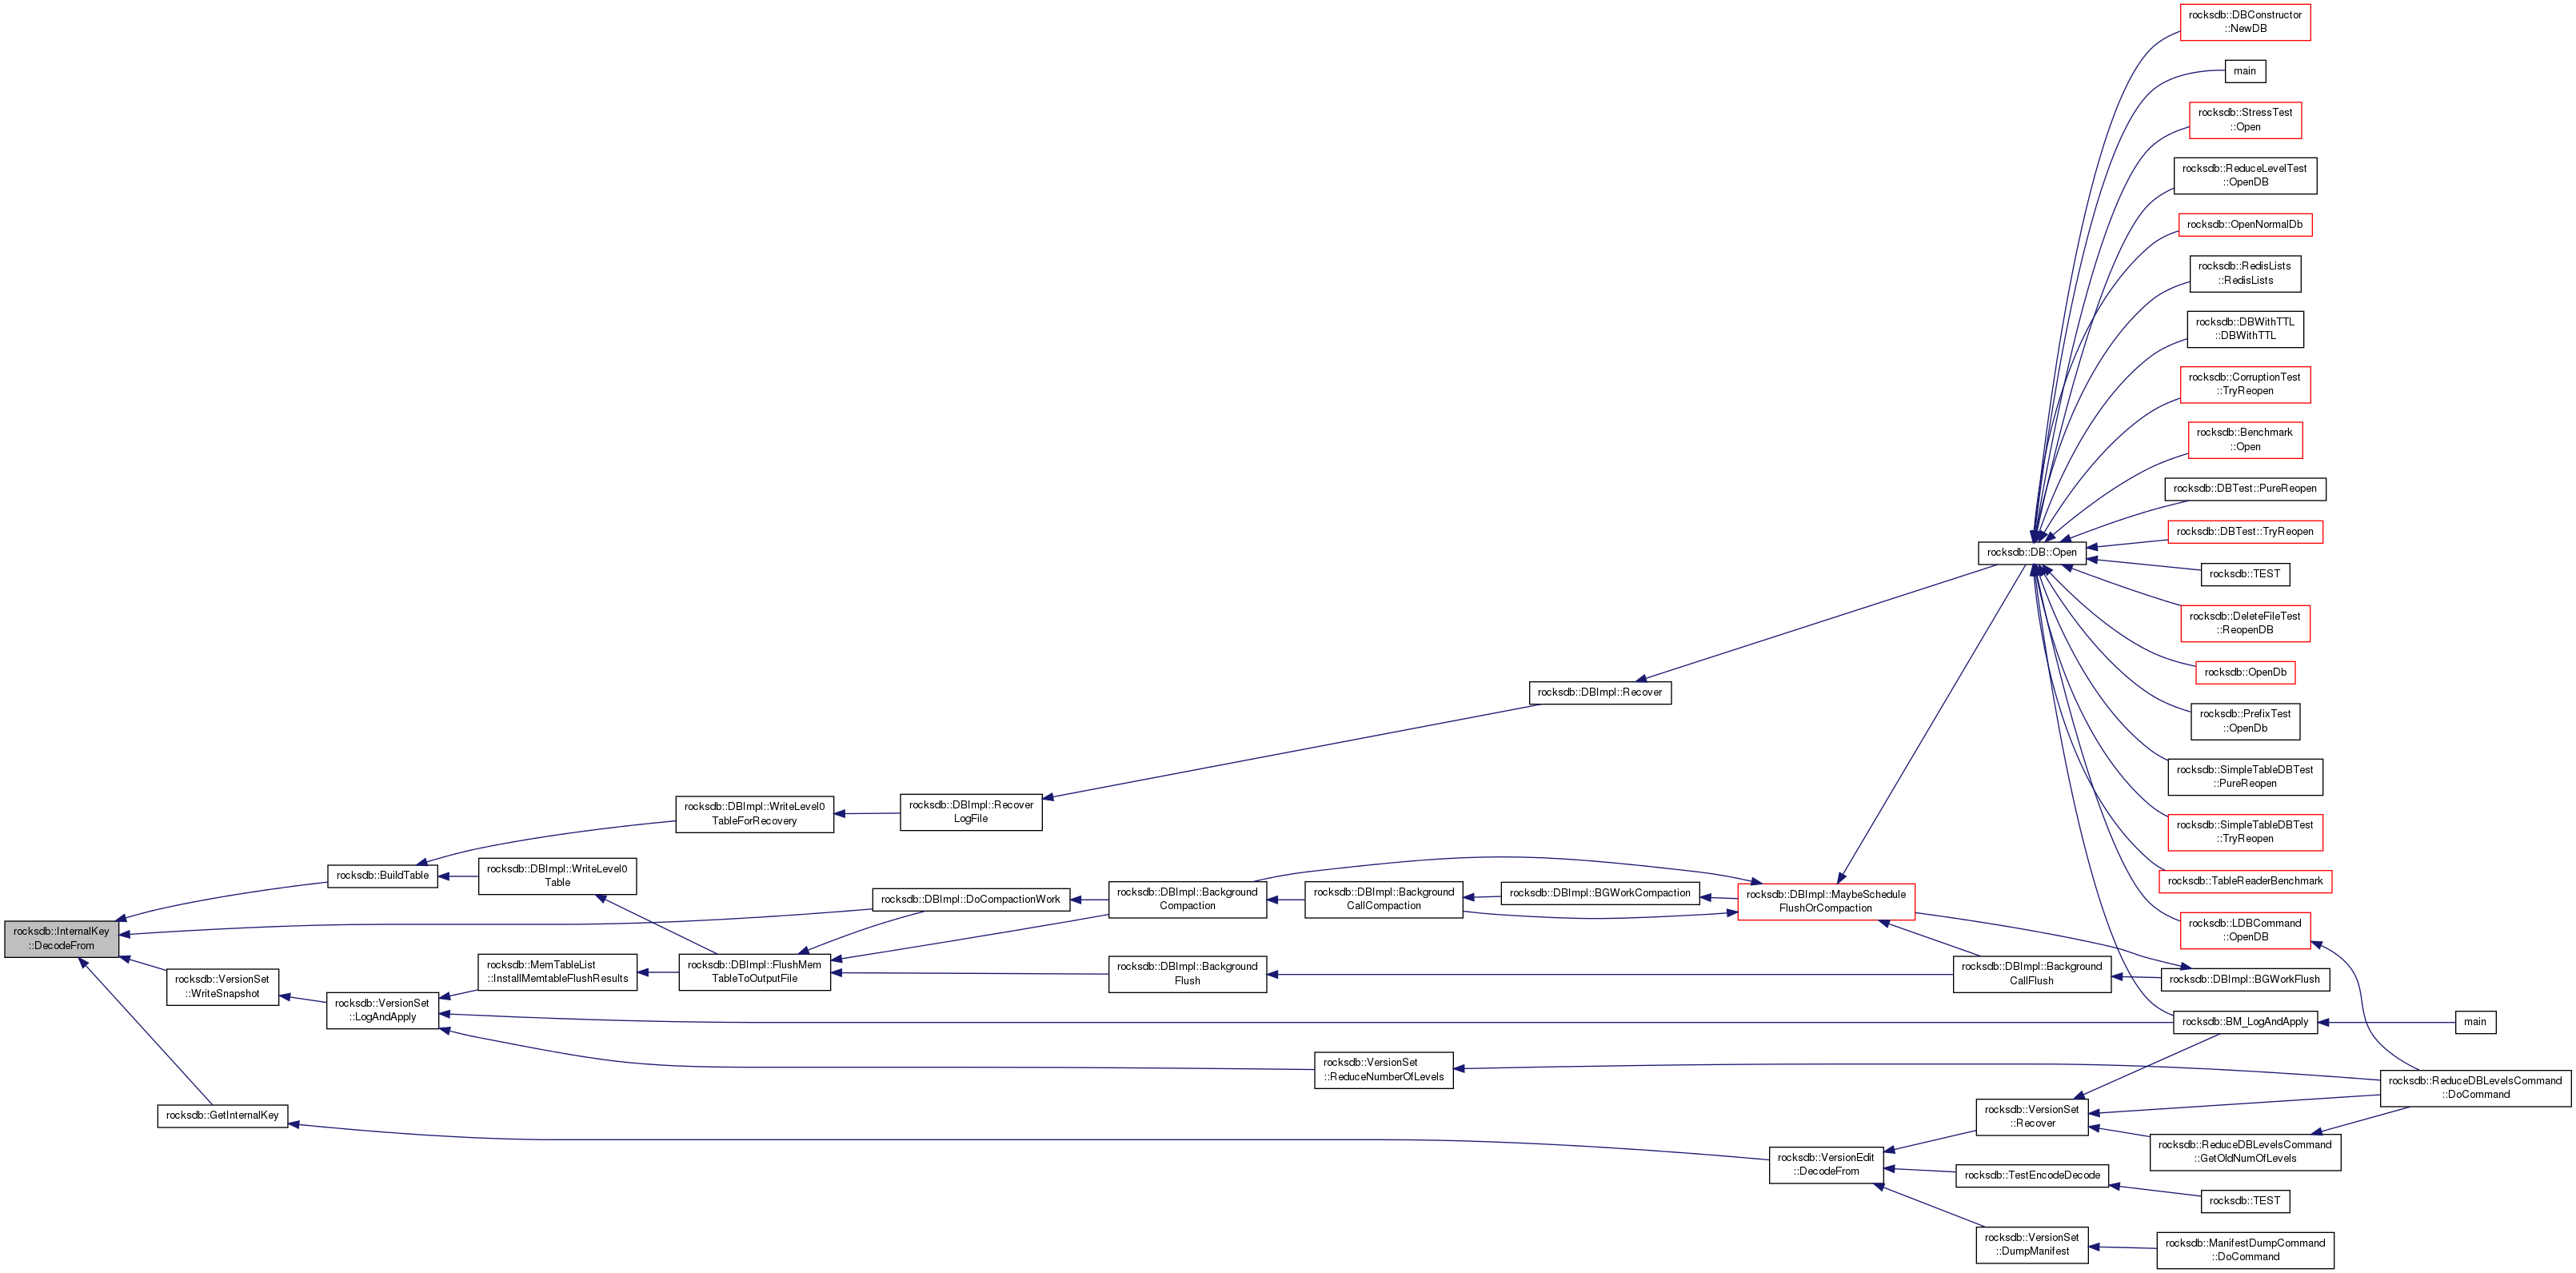 rocksdb::DBConstructor
::NewDB
main
rocksdb::StressTest
::Open
rocksdb::ReduceLevelTest
::OpenDB
rocksdb::OpenNormalDb
rocksdb::RedisLists
::RedisLists
rocksdb::DBWithTTL
::DBWithTTL
rocksdb::CorruptionTest
::TryReopen
rocksdb::Benchmark
::Open
rocksdb::DBTest::PureReopen
rocksdb::DBTest::TryReopen
rocksdb::DB::Open
rocksdb::TEST
rocksdb::DeleteFileTest
::ReopenDB
rocksdb::OpenDb
rocksdb::DBImpl::Recover
rocksdb::PrefixTest
::OpenDb
rocksdb::SimpleTableDBTest
::PureReopen
rocksdb::DBImpl::WriteLevel0
TableForRecovery
rocksdb::DBImpl::Recover
LogFile
rocksdb::SimpleTableDBTest
::TryReopen
rocksdb::BuildTable
rocksdb::DBImpl::WriteLevel0
Table
rocksdb::TableReaderBenchmark
rocksdb::DBImpl::DoCompactionWork
rocksdb::DBImpl::Background
Compaction
rocksdb::DBImpl::Background
CallCompaction
rocksdb::DBImpl::BGWorkCompaction
rocksdb::DBImpl::MaybeSchedule
FlushOrCompaction
rocksdb::InternalKey
::DecodeFrom
rocksdb::LDBCommand
::OpenDB
rocksdb::VersionSet
::WriteSnapshot
rocksdb::MemTableList
::InstallMemtableFlushResults
rocksdb::DBImpl::FlushMem
TableToOutputFile
rocksdb::DBImpl::Background
Flush
rocksdb::DBImpl::Background
CallFlush
rocksdb::DBImpl::BGWorkFlush
rocksdb::VersionSet
::LogAndApply
rocksdb::BM_LogAndApply
main
rocksdb::VersionSet
::ReduceNumberOfLevels
rocksdb::ReduceDBLevelsCommand
::DoCommand
rocksdb::GetInternalKey
rocksdb::VersionSet
::Recover
rocksdb::ReduceDBLevelsCommand
::GetOldNumOfLevels
rocksdb::VersionEdit
::DecodeFrom
rocksdb::TestEncodeDecode
rocksdb::TEST
rocksdb::VersionSet
::DumpManifest
rocksdb::ManifestDumpCommand
::DoCommand